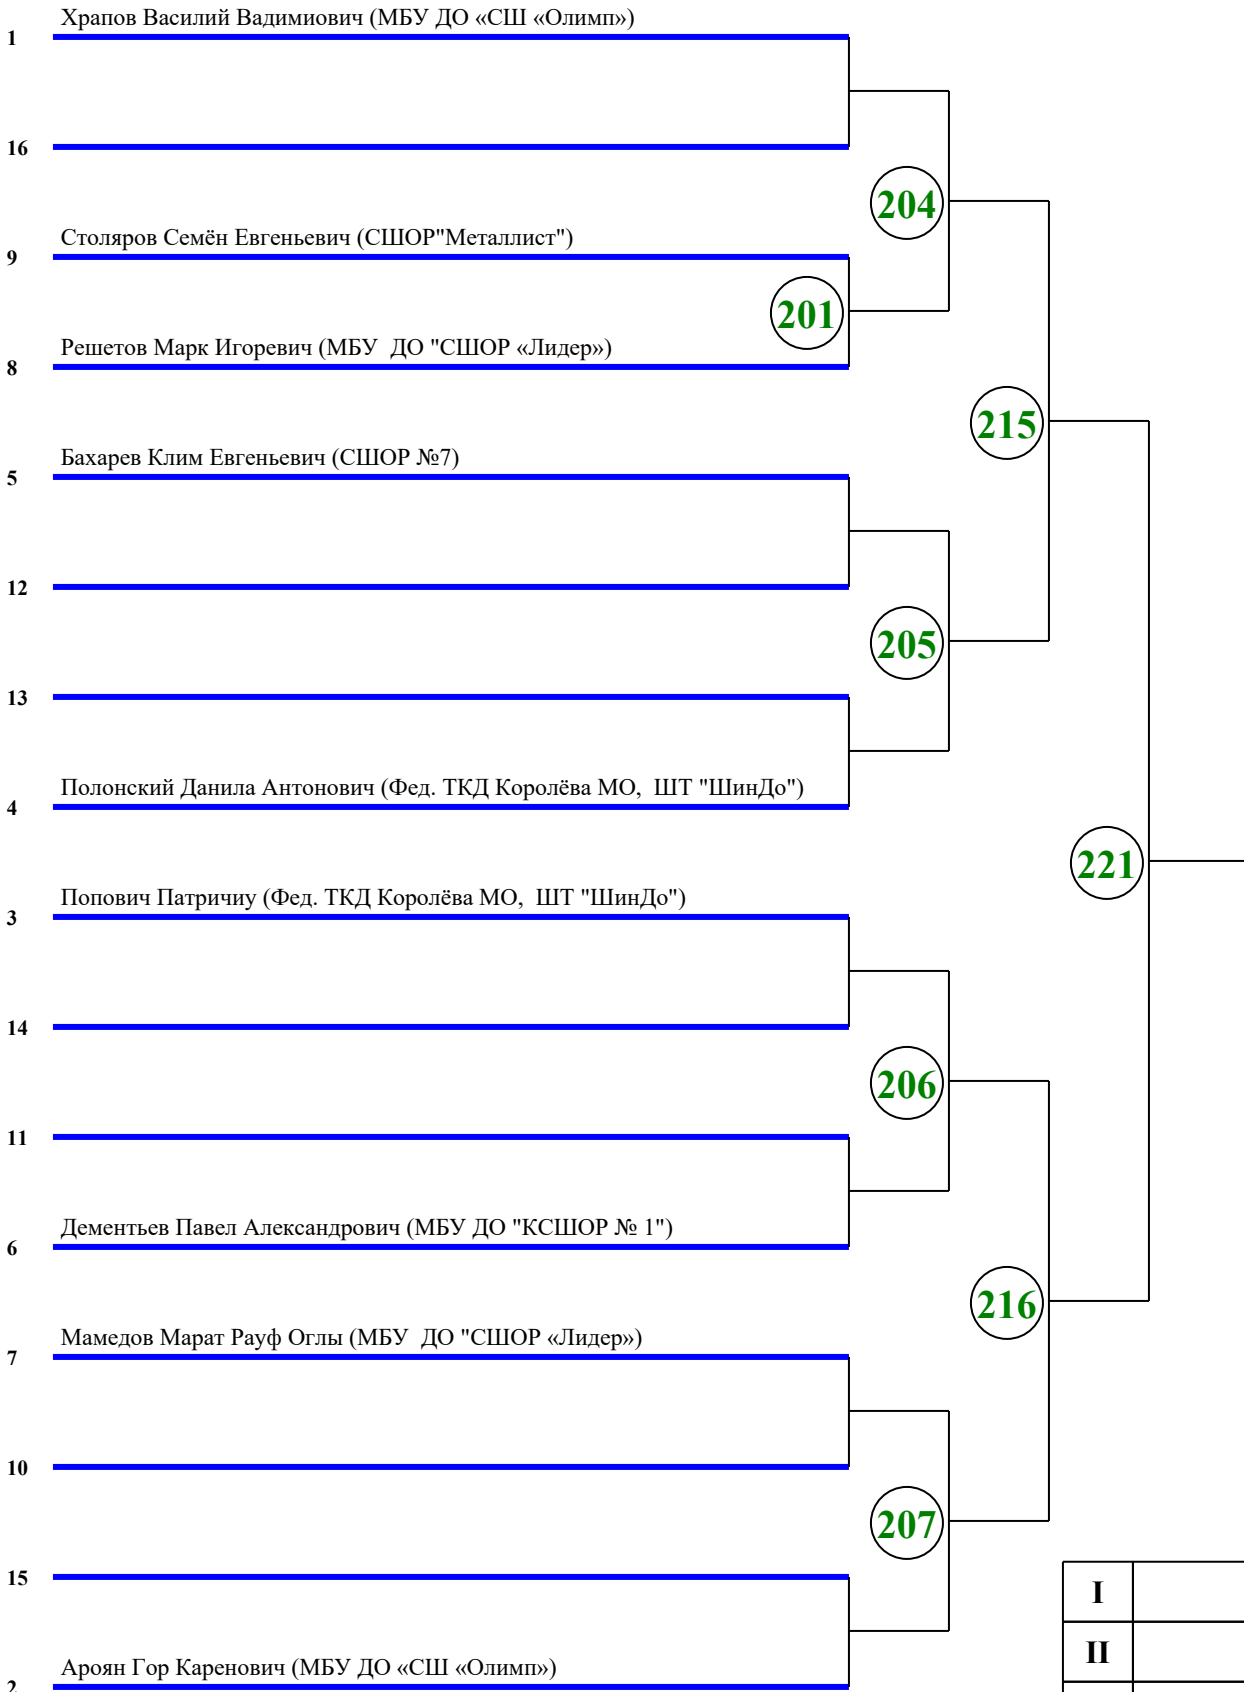 Храпов Василий Вадимиович (МБУ ДО «СШ «Олимп»)
1
16
204
Столяров Семён Евгеньевич (СШОР"Металлист")
9
201
Решетов Марк Игоревич (МБУ  ДО "СШОР «Лидер»)
8
215
Бахарев Клим Евгеньевич (СШОР №7)
5
12
205
13
Полонский Данила Антонович (Фед. ТКД Королёва МО,  ШТ "ШинДо")
4
221
Попович Патричиу (Фед. ТКД Королёва МО,  ШТ "ШинДо")
3
14
206
11
Дементьев Павел Александрович (МБУ ДО "КСШОР № 1")
6
216
Мамедов Марат Рауф Оглы (МБУ  ДО "СШОР «Лидер»)
7
10
207
15
I
II
Ароян Гор Каренович (МБУ ДО «СШ «Олимп»)
2